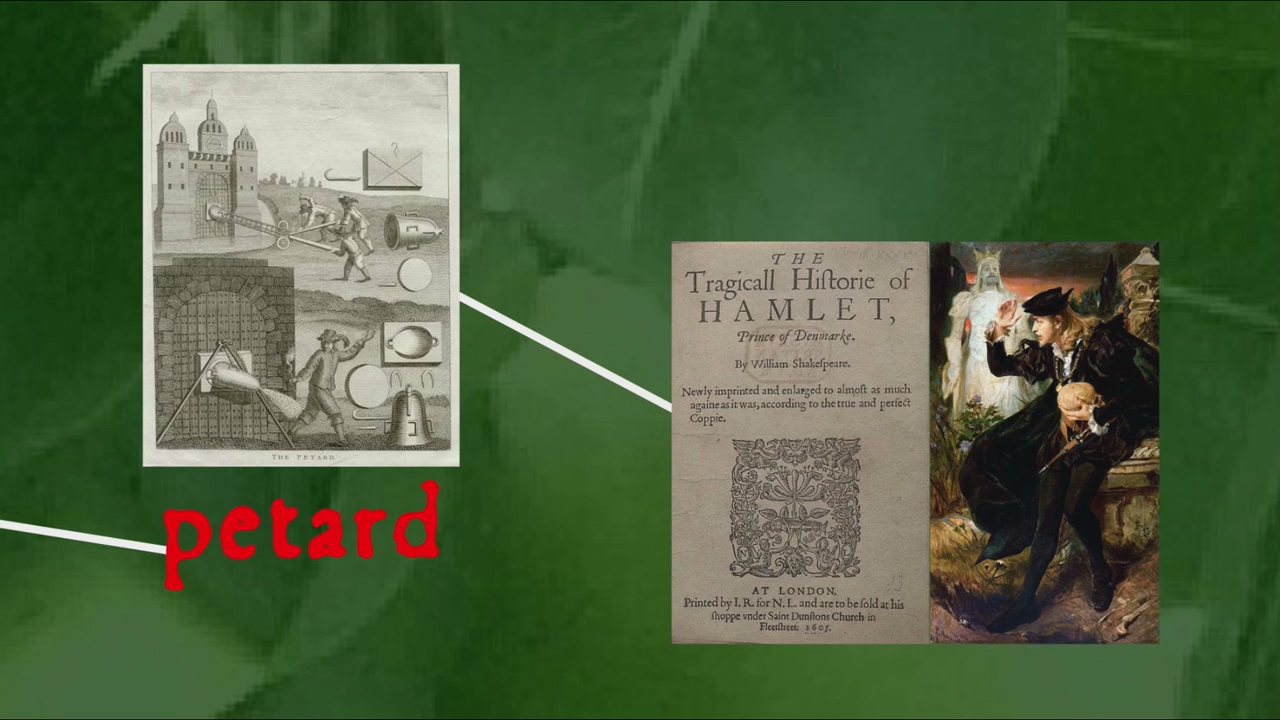 THE PETARD.
petard
THE
Tragicall Hiſtorie of
HAMLET,
Prince of Denmarke.
By William Shakeſpeare.
Newly imprinted and enlarged to almoſt as much
againe as it was, according to the true and perfect
Coppie.
AT LONDON,
Printed by I. R. for N. L. and are to be ſold at his
ſhoppe vnder Saint Dunſtons Church in
Fleetſtreet. 1605.